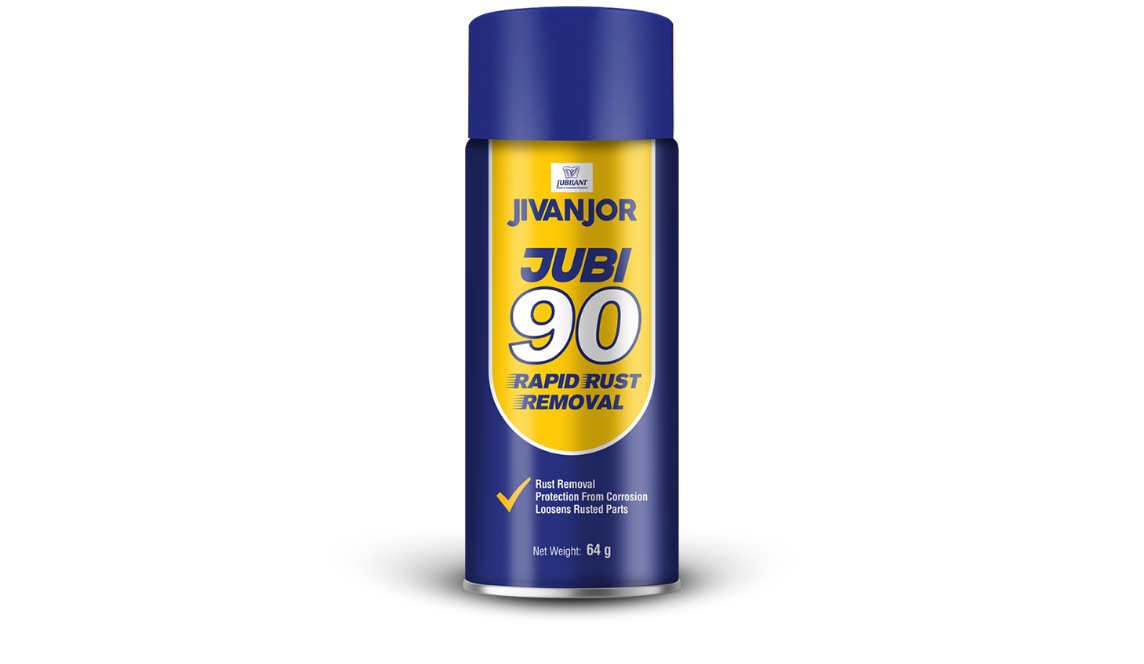 JUBILANT
JIVANJOR
JUBI
90
RAPID RUST
REMOVAL
Rust Removal
Protection From Corrosion
Loosens Rusted Parts
Net Weight: 64 g